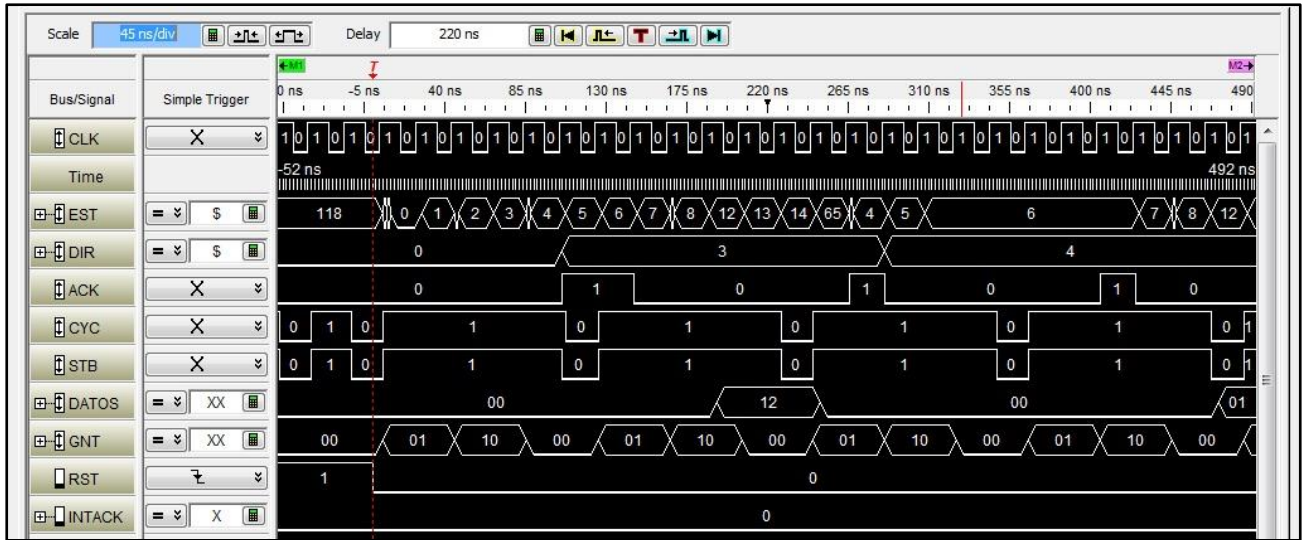 Scale 45 ns/div Delay 220 ns T
M1 T M2
Bus/Signal Simple Trigger 0 ns -5 ns 40 ns 85 ns 130 ns 175 ns 220 ns 265 ns 310 ns 355 ns 400 ns 445 ns 490
CLK X 1 0 1 0 1 0 1 0 1 0 1 0 1 0 1 0 1 0 1 0 1 0 1 0 1 0 1 0 1 0 1 0 1 0 1 0 1 0 1 0 1 0 1 0 1 0 1 0 1 0 1 0 1 0 1
Time -52 ns 492 ns
EST = $ 118 0 1 2 3 4 5 6 7 8 12 13 14 65 4 5 6 7 8 12
DIR = $ 0 3 4
ACK X 0 1 0 1 0 1 0
CYC X 0 1 0 1 0 1 0 1 0 1 0 1
STB X 0 1 0 1 0 1 0 1 0 1 0 1
DATOS = XX 00 12 00 01
GNT = XX 00 01 10 00 01 10 00 01 10 00 01 10 00
RST 1 0
INTACK = X 0